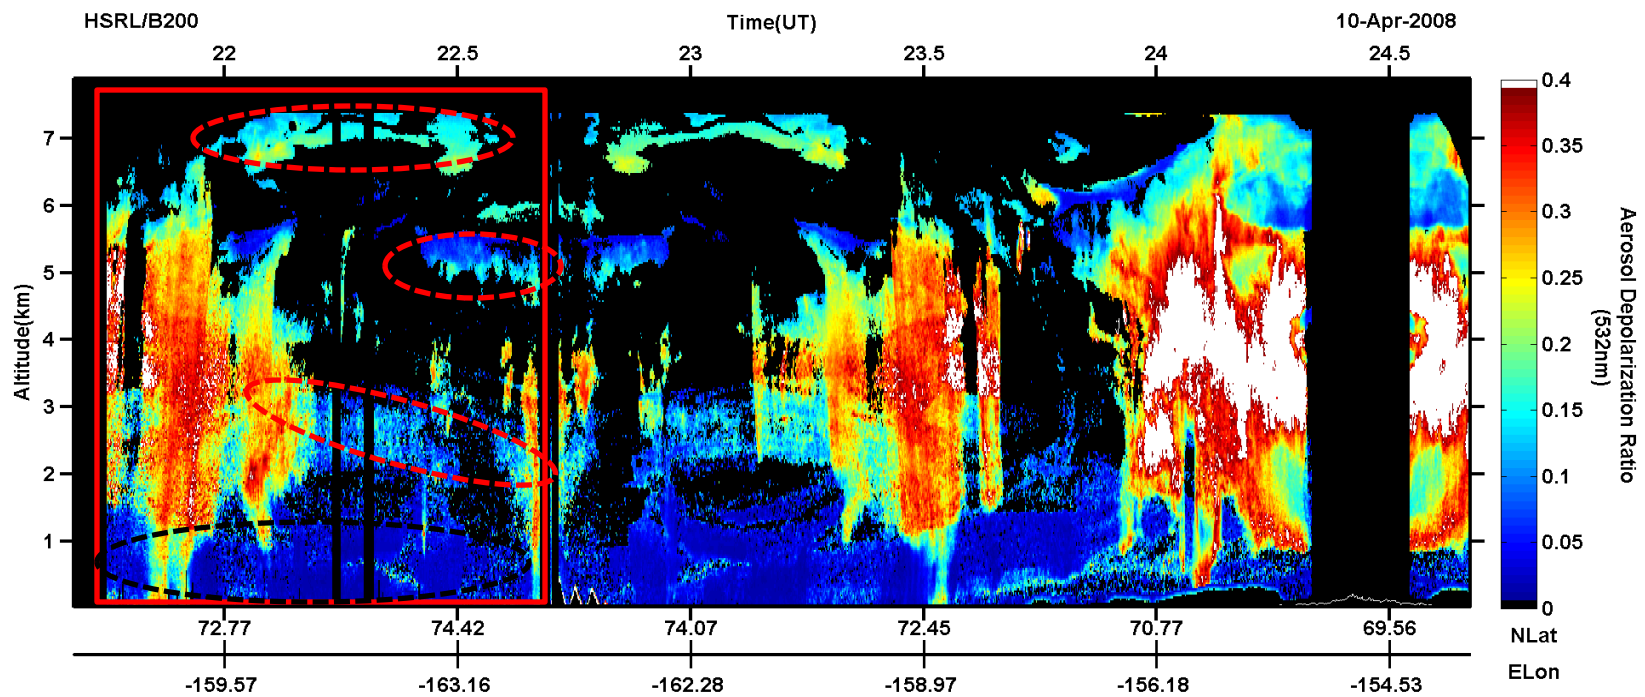 HSRL/B200 Time(UT) 10-Apr-2008
22 22.5 23 23.5 24 24.5
Altitude(km)
7
6
5
4
3
2
1
0.4
0.35
0.3
0.25
0.2
0.15
0.1
0.05
0
Aerosol Depolarization Ratio
(532nm)
72.77 74.42 74.07 72.45 70.77 69.56 NLat
-159.57 -163.16 -162.28 -158.97 -156.18 -154.53 ELon